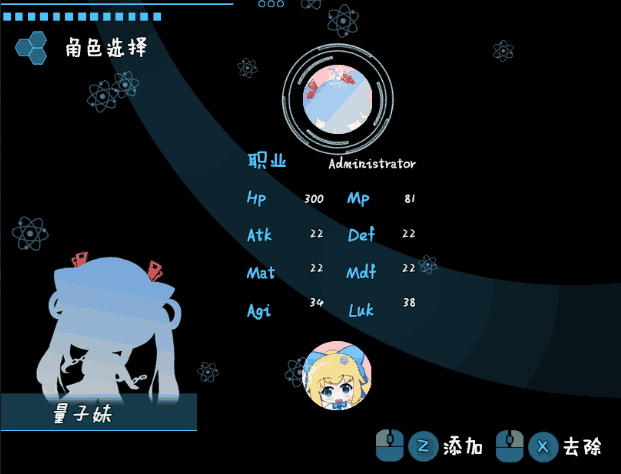 角色选择
职业 Administrator
Hp 300 Mp 81
Atk 22 Def 22
Mat 22 Mdf 22
Agi 34 Luk 38
量子妹
Z 添加 X 去除